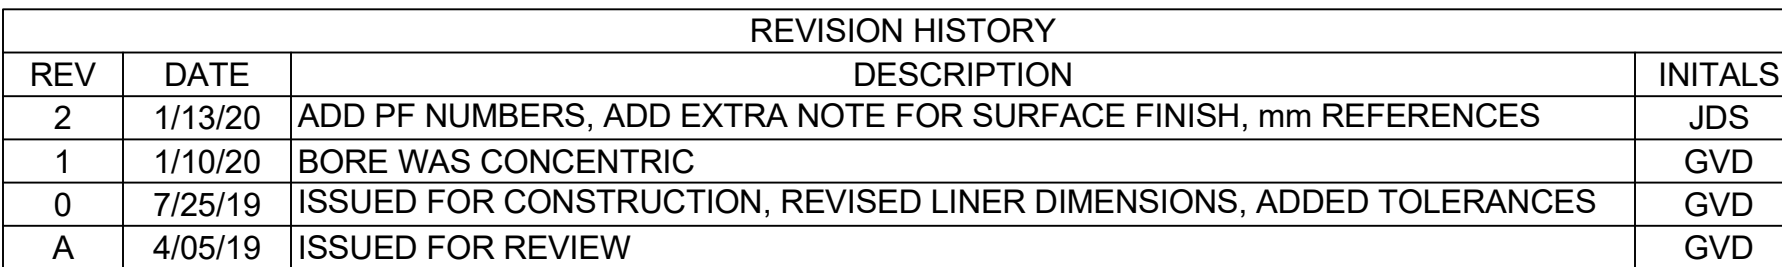 REVISION HISTORY
REV DATE DESCRIPTION INITALS
2 1/13/20 ADD PF NUMBERS, ADD EXTRA NOTE FOR SURFACE FINISH, mm REFERENCES JDS
1 1/10/20 BORE WAS CONCENTRIC GVD
0 7/25/19 ISSUED FOR CONSTRUCTION, REVISED LINER DIMENSIONS, ADDED TOLERANCES GVD
A 4/05/19 ISSUED FOR REVIEW GVD